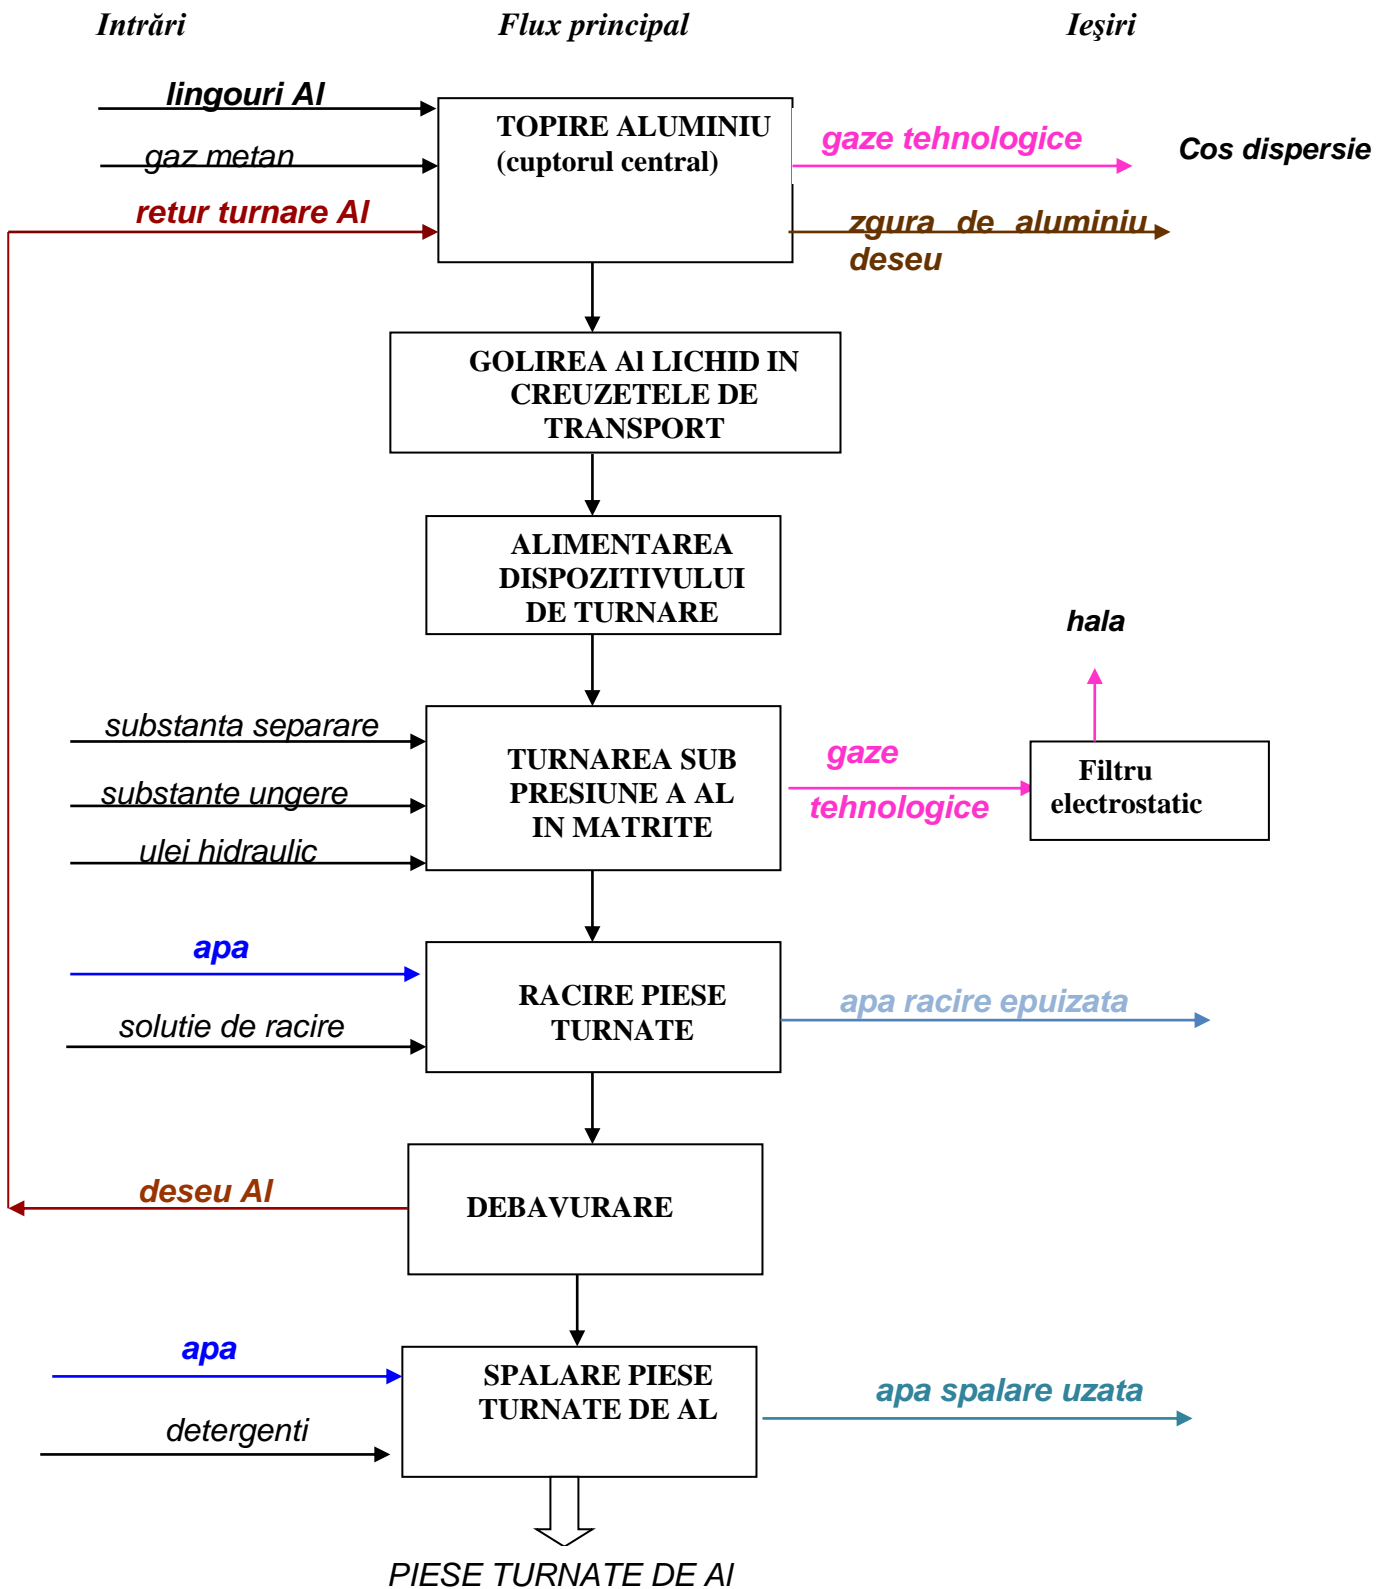 Intrări Flux principal Ieşiri
lingouri Al
TOPIRE ALUMINIU
(cuptorul central)
gaz metan
gaze tehnologice
Cos dispersie
retur turnare Al
zgura de aluminiu
deseu
GOLIREA Al LICHID IN
CREUZETELE DE
TRANSPORT
ALIMENTAREA
DISPOZITIVULUI
DE TURNARE
hala
substanta separare
substante ungere
ulei hidraulic
TURNAREA SUB
PRESIUNE A AL
IN MATRITE
gaze
tehnologice
Filtru
electrostatic
apa
solutie de racire
RACIRE PIESE
TURNATE
apa racire epuizata
deseu Al
DEBAVURARE
apa
detergenti
SPALARE PIESE
TURNATE DE AL
apa spalare uzata
PIESE TURNATE DE Al